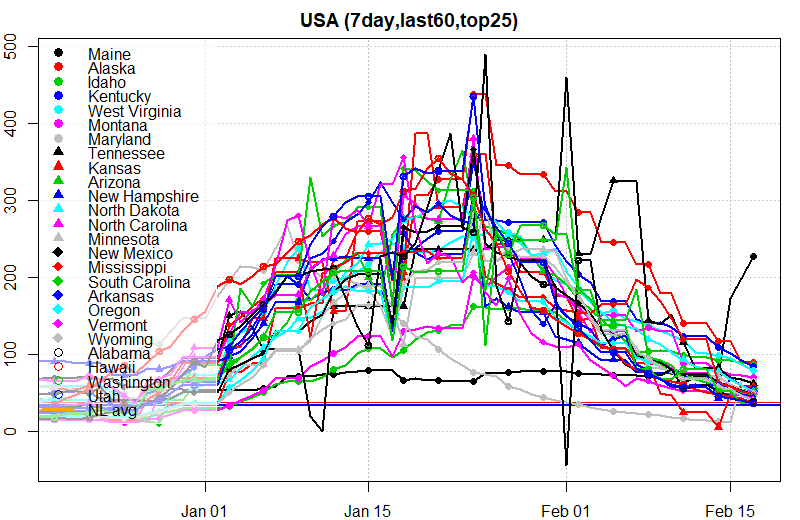 USA (7day,last60,top25)
500
400
300
200
100
0
Maine
Alaska
Idaho
Kentucky
West Virginia
Montana
Maryland
Tennessee
Kansas
Arizona
New Hampshire
North Dakota
North Carolina
Minnesota
New Mexico
Mississippi
South Carolina
Arkansas
Oregon
Vermont
Wyoming
Alabama
Hawaii
Washington
Utah
NL avg
Jan 01
Jan 15
Feb 01
Feb 15